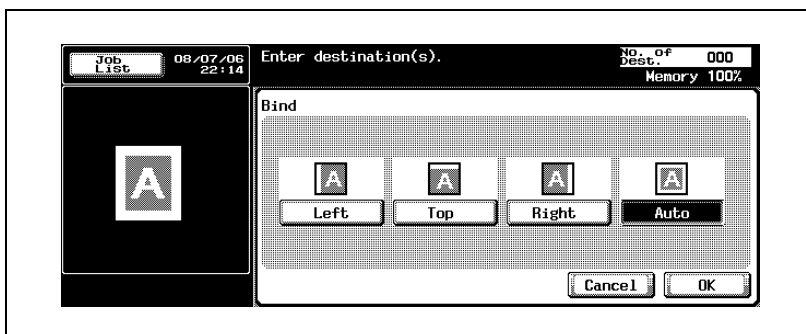 Job List
08/07/06
22:14
Enter destination(s).
No. of Dest.
000
Memory 100%
Bind
A
A
A
A
A
Left
Top
Right
Auto
Cancel
OK